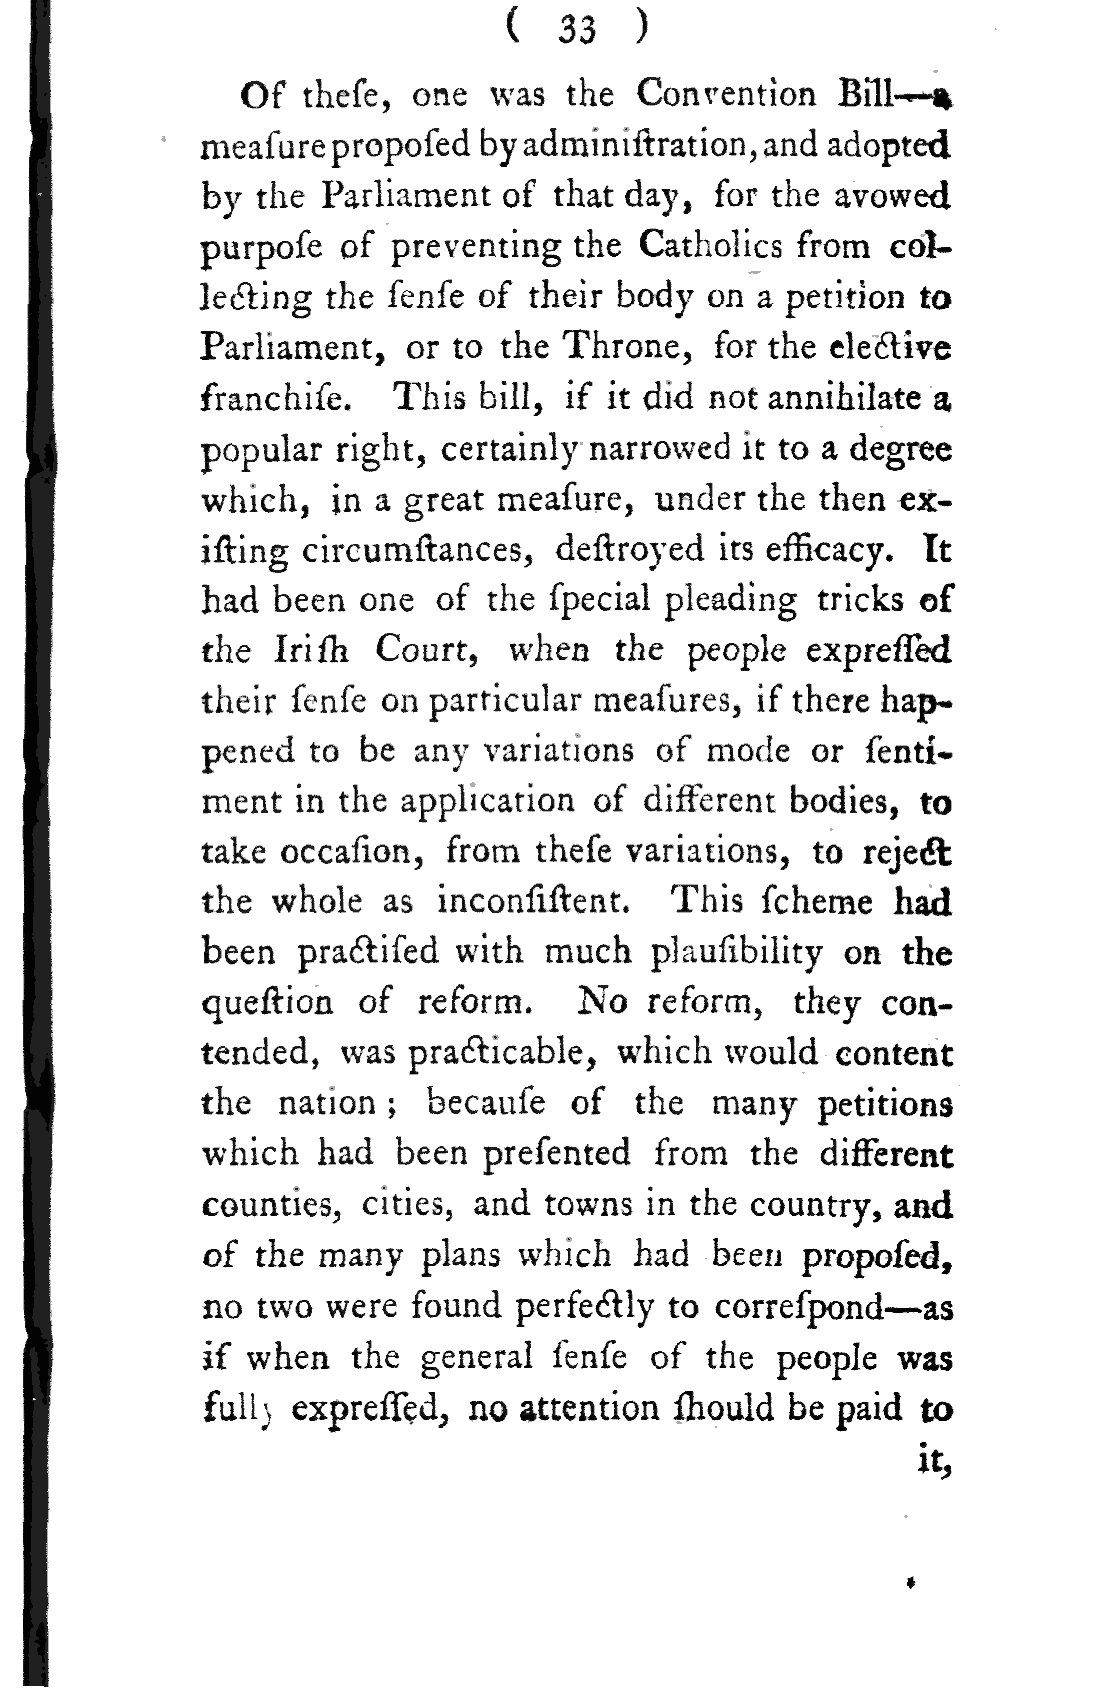 ( 33 )
Of theſe, one was the Convention Bill—a
meaſure propoſed by adminiſtration, and adopted
by the Parliament of that day, for the avowed
purpoſe of preventing the Catholics from col-
lecting the ſenſe of their body on a petition to
Parliament, or to the Throne, for the elective
franchiſe. This bill, if it did not annihilate a
popular right, certainly narrowed it to a degree
which, in a great meaſure, under the then ex-
iſting circumſtances, deſtroyed its efficacy. It
had been one of the ſpecial pleading tricks of
the Iriſh Court, when the people expreſſed
their ſenſe on particular meaſures, if there hap-
pened to be any variations of mode or ſenti-
ment in the application of different bodies, to
take occaſion, from theſe variations, to reject
the whole as inconſiſtent. This ſcheme had
been practiſed with much plauſibility on the
queſtion of reform. No reform, they con-
tended, was practicable, which would content
the nation ; becauſe of the many petitions
which had been preſented from the different
counties, cities, and towns in the country, and
of the many plans which had been propoſed,
no two were found perfectly to correſpond—as
if when the general ſenſe of the people was
fully expreſſed, no attention ſhould be paid to
it,